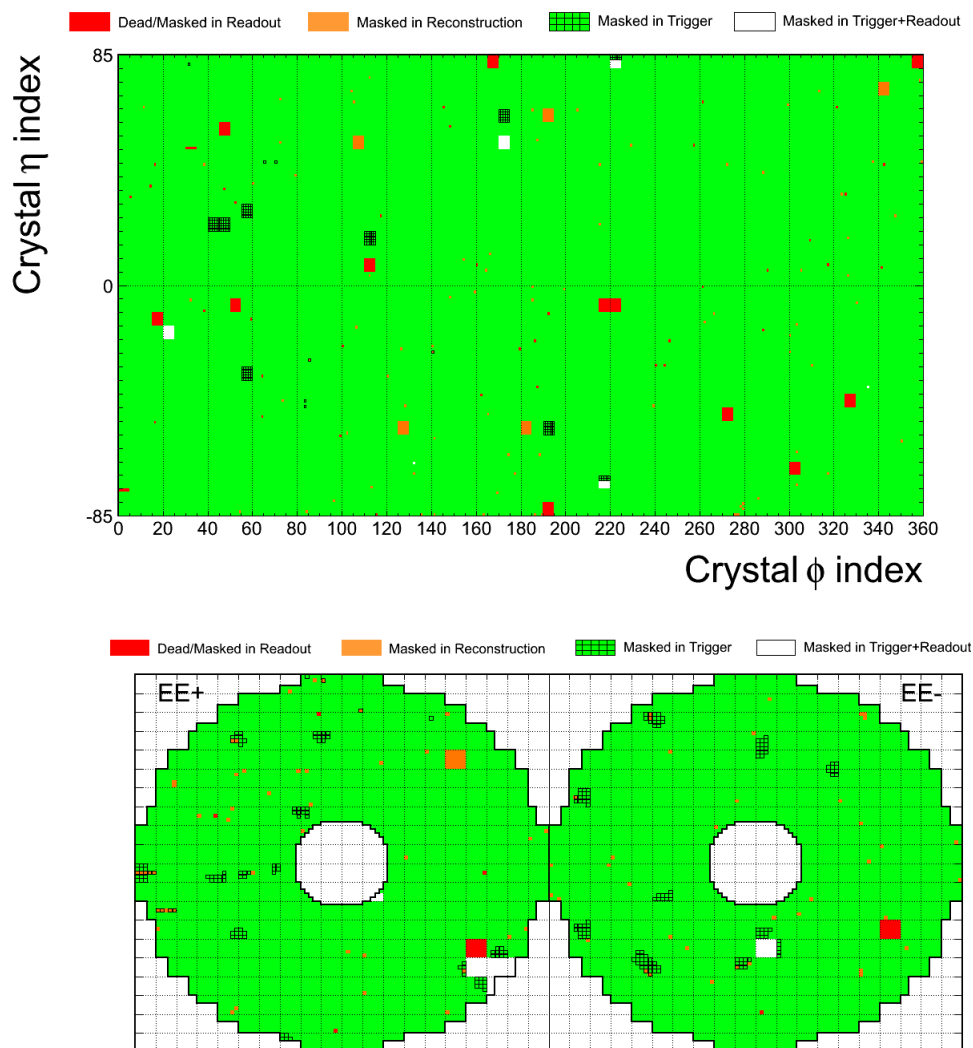 Dead/Masked in Readout Masked in Reconstruction Masked in Trigger Masked in Trigger+Readout
85
Crystal η index
0
-85
0 20 40 60 80 100 120 140 160 180 200 220 240 260 280 300 320 340 360
Crystal ϕ index
Dead/Masked in Readout Masked in Reconstruction Masked in Trigger Masked in Trigger+Readout
EE+ EE-